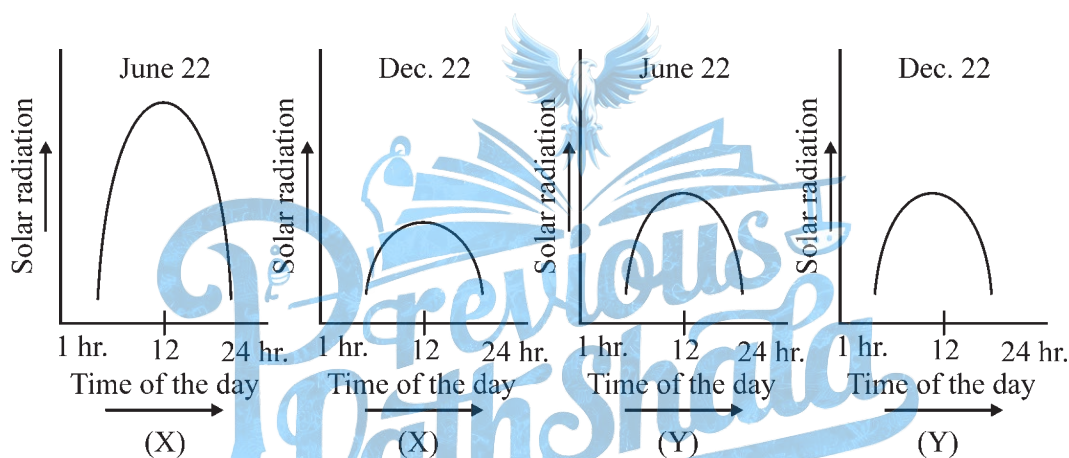 June 22
Solar radiation
1 hr. 12 24 hr.
Time of the day
(X)
Dec. 22
Solar radiation
1 hr. 12 24 hr.
Time of the day
(X)
June 22
Solar radiation
1 hr. 12 24 hr.
Time of the day
(Y)
Dec. 22
Solar radiation
1 hr. 12 24 hr.
Time of the day
(Y)
Previous
Pathshala